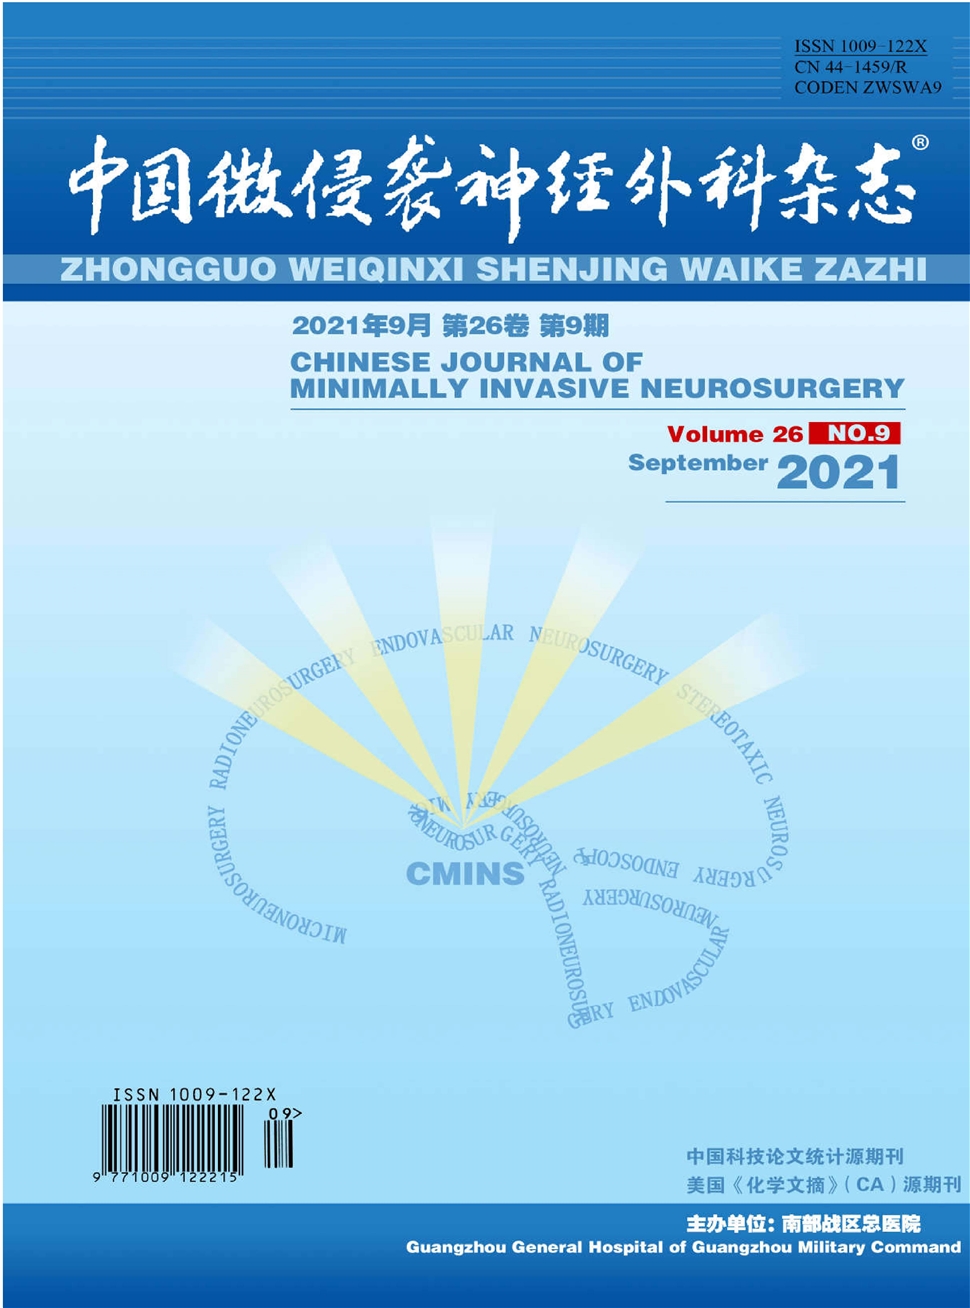 ISSN 1009-122X
CN 44-1459/R
CODEN ZWSWA9
中国微侵袭神经外科杂志®
ZHONGGUO WEIQINXI SHENJING WAIKE ZAZHI
2021年9月 第26卷 第9期
CHINESE JOURNAL OF
MINIMALLY INVASIVE NEUROSURGERY
Volume 26 NO.9
September 2021
MICRONEUROSURGERY RADIONEUROSURGERY ENDOVASCULAR NEUROSURGERY STEREOTAXIC NEUROSURGERY ENDOSCOPY
NEUROSURGERY RADIONEUROSURGERY ENDOVASCULAR NEUROSURGERY
CMINS
ISSN 1009-122X
09>
9 771009 122215
中国科技论文统计源期刊
美国《化学文摘》(CA)源期刊
主办单位: 南部战区总医院
Guangzhou General Hospital of Guangzhou Military Command